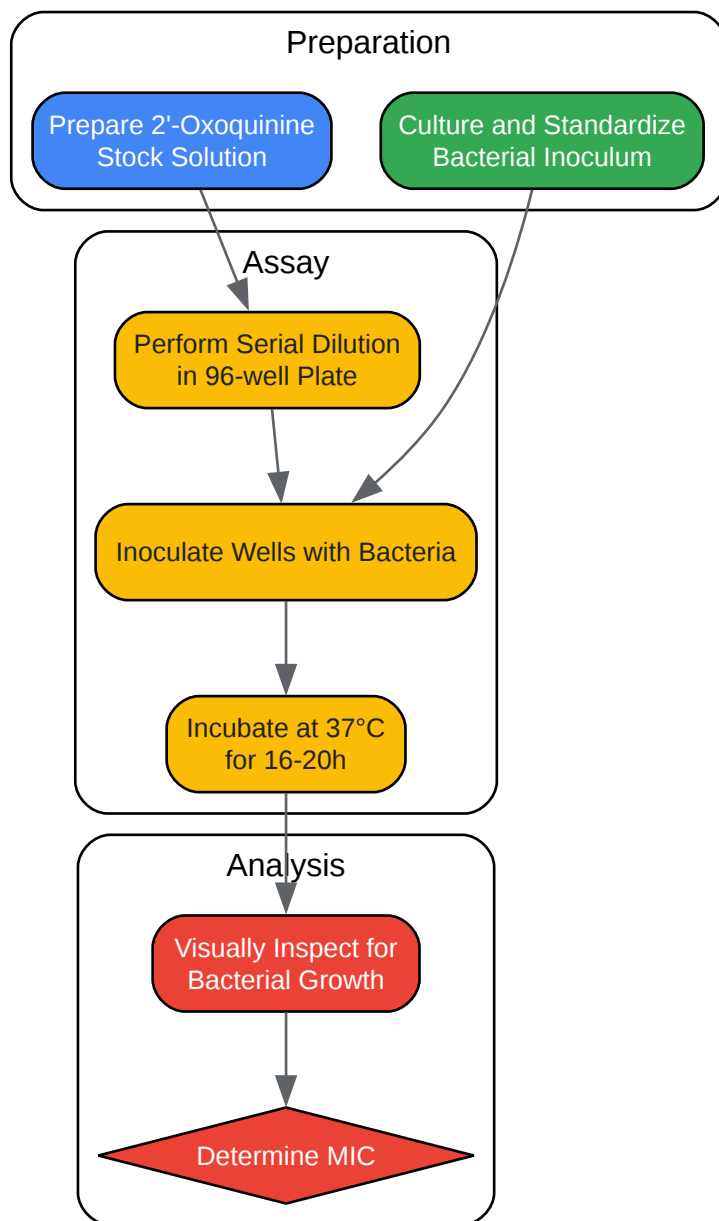 Preparation
Prepare 2'-Oxoquinine
Stock Solution
Culture and Standardize
Bacterial Inoculum
Assay
Perform Serial Dilution
in 96-well Plate
Inoculate Wells with Bacteria
Incubate at 37°C
for 16-20h
Analysis
Visually Inspect for
Bacterial Growth
Determine MIC